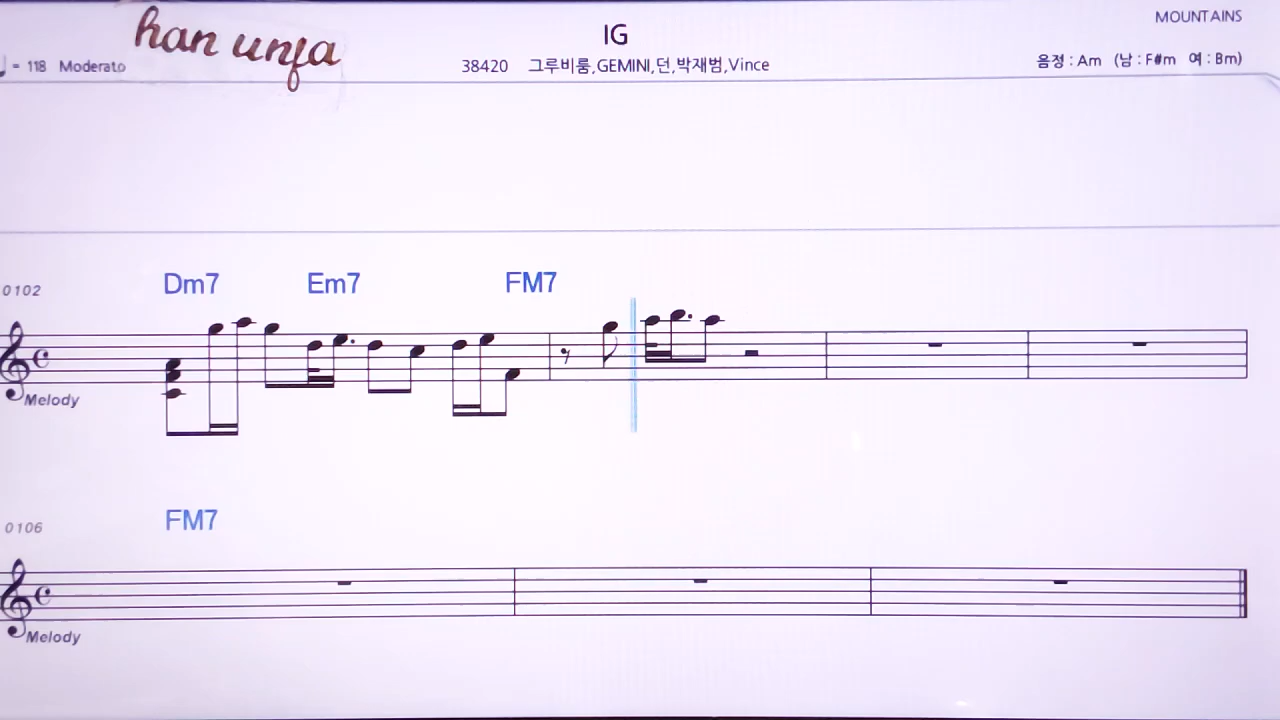 han unfa
IG
MOUNTAINS
♩ = 118 Moderato
38420 그루비룸,GEMINI,던,박재범,Vince
음정 : Am (남 : F#m 여 : Bm)
0102
Dm7 Em7 FM7
Melody
0106
FM7
Melody